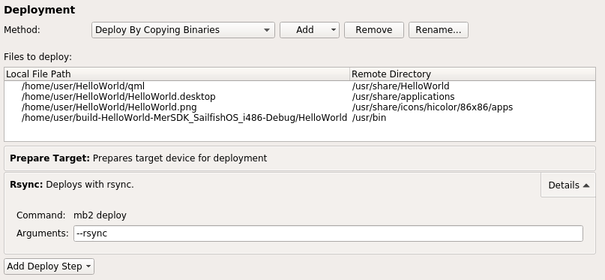 Deployment
Method: Deploy By Copying Binaries Add Remove Rename...
Files to deploy:
Local File Path Remote Directory
/home/user/HelloWorld/qml /usr/share/HelloWorld
/home/user/HelloWorld/HelloWorld.desktop /usr/share/applications
/home/user/HelloWorld/HelloWorld.png /usr/share/icons/hicolor/86x86/apps
/home/user/build-HelloWorld-MerSDK_SailfishOS_i486-Debug/HelloWorld /usr/bin
Prepare Target: Prepares target device for deployment
Rsync: Deploys with rsync. Details
Command: mb2 deploy
Arguments: --rsync
Add Deploy Step